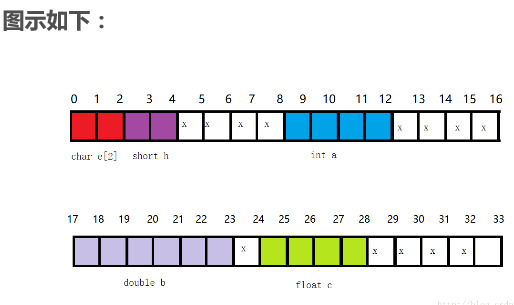 图示如下：
0 1 2 3 4 5 6 7 8 9 10 11 12 13 14 15 16
x x x x x x x x
char c[2] short h int a
17 18 19 20 21 22 23 24 25 26 27 28 29 30 31 32 33
x x x x x
double b float c